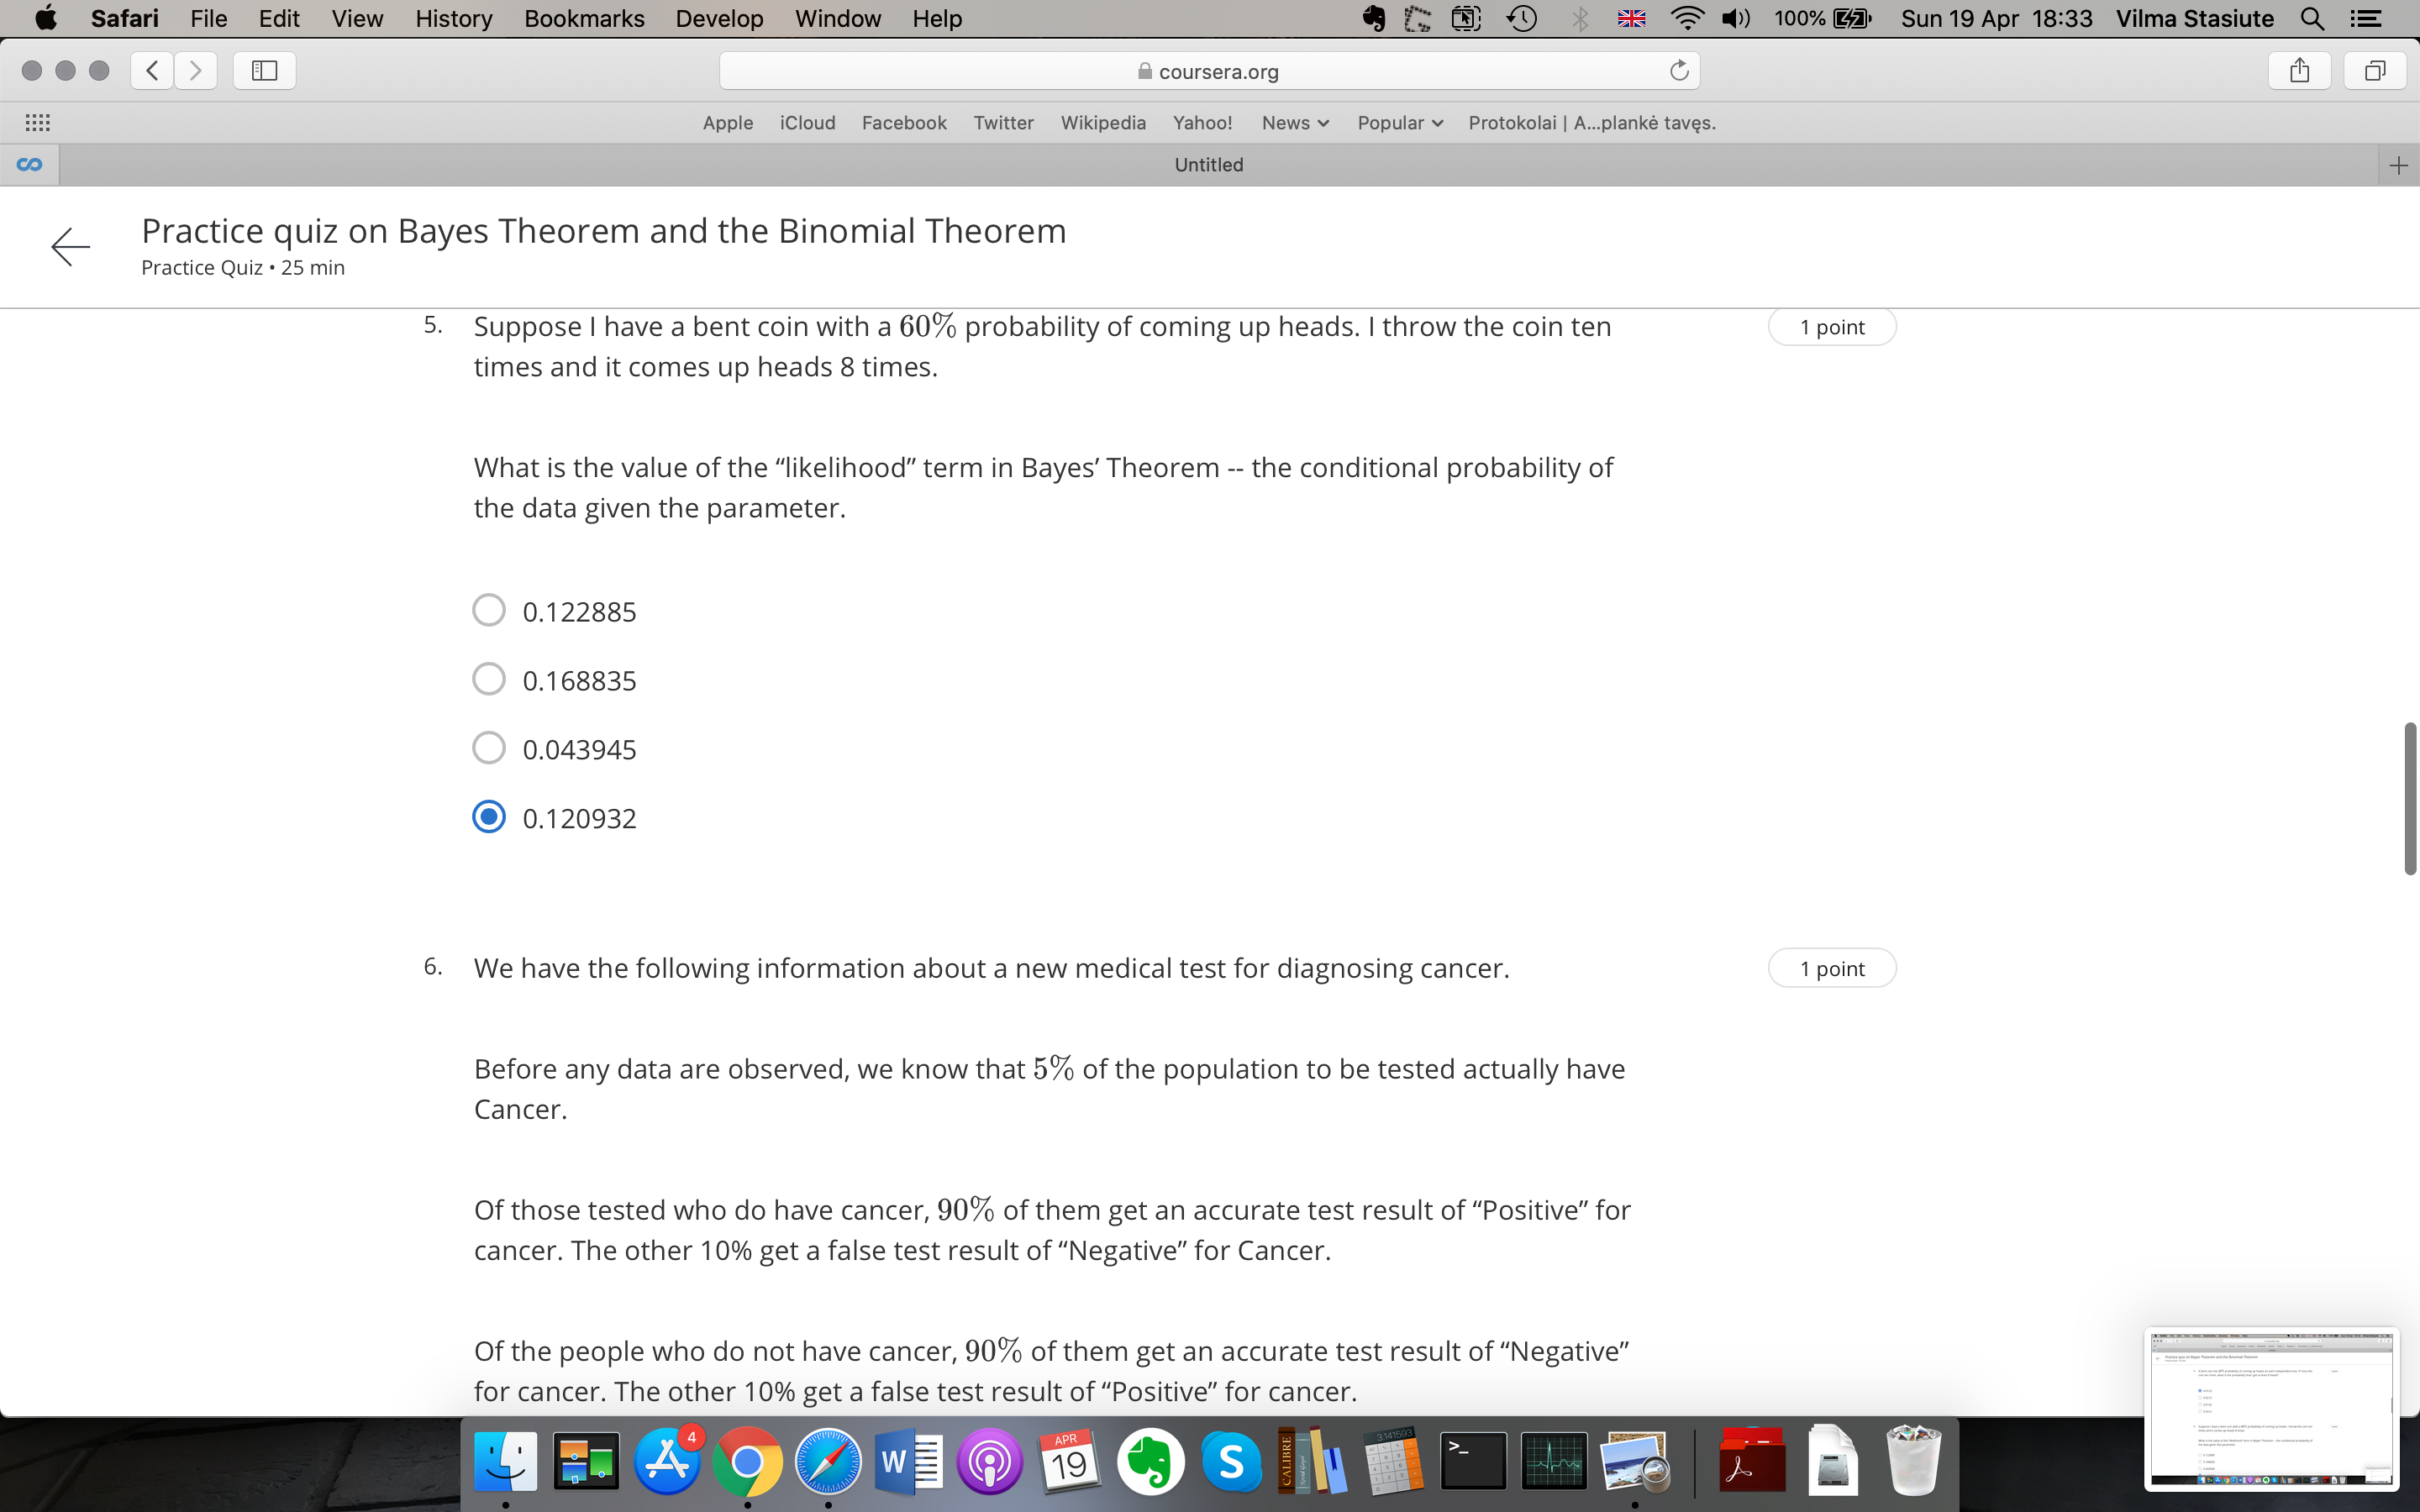 Safari File Edit View History Bookmarks Develop Window Help 100% Sun 19 Apr 18:33 Vilma Stasiute
coursera.org
Apple iCloud Facebook Twitter Wikipedia Yahoo! News Popular Protokolai | A...plankė tavęs.
Untitled
Practice quiz on Bayes Theorem and the Binomial Theorem
Practice Quiz • 25 min
5. Suppose I have a bent coin with a 60% probability of coming up heads. I throw the coin ten 1 point
times and it comes up heads 8 times.
What is the value of the “likelihood” term in Bayes’ Theorem -- the conditional probability of
the data given the parameter.
0.122885
0.168835
0.043945
0.120932
6. We have the following information about a new medical test for diagnosing cancer. 1 point
Before any data are observed, we know that 5% of the population to be tested actually have
Cancer.
Of those tested who do have cancer, 90% of them get an accurate test result of “Positive” for
cancer. The other 10% get a false test result of “Negative” for Cancer.
Of the people who do not have cancer, 90% of them get an accurate test result of “Negative”
for cancer. The other 10% get a false test result of “Positive” for cancer.
4
W
APR
19
S
CALIBRE
3.141593
>_